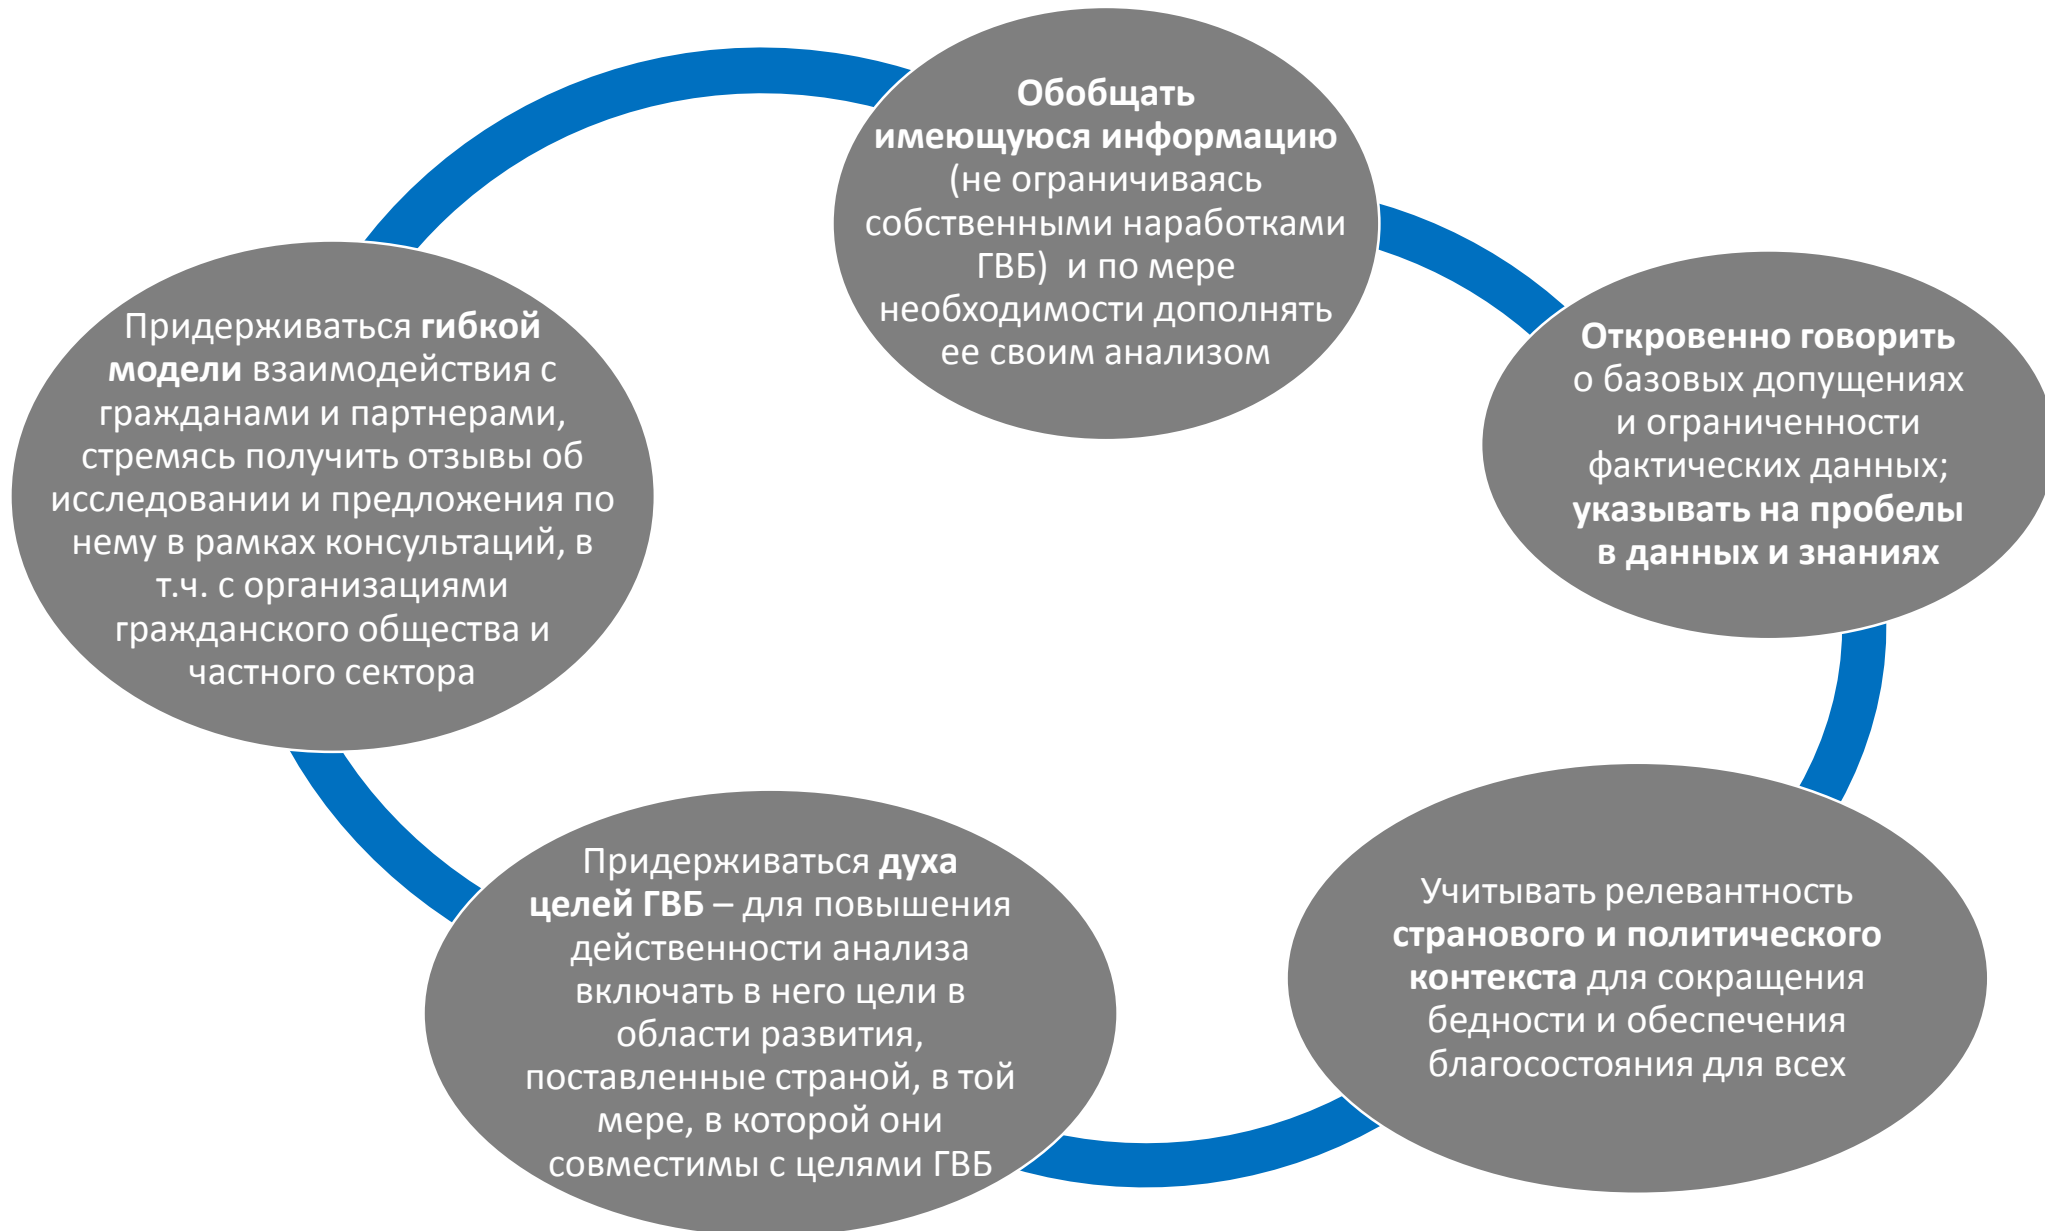 Обобщать
имеющуюся информацию
(не ограничиваясь
собственными наработками
ГВБ)  и по мере
необходимости дополнять
ее своим анализом
Откровенно говорить
о базовых допущениях
и ограниченности
фактических данных;
указывать на пробелы
в данных и знаниях
Учитывать релевантность
странового и политического
контекста для сокращения
бедности и обеспечения
благосостояния для всех
Придерживаться духа
целей ГВБ – для повышения
действенности анализа
включать в него цели в
области развития,
поставленные страной, в той
мере, в которой они
совместимы с целями ГВБ
Придерживаться гибкой
модели взаимодействия с
гражданами и партнерами,
стремясь получить отзывы об
исследовании и предложения по
нему в рамках консультаций, в
т.ч. с организациями
гражданского общества и
частного сектора